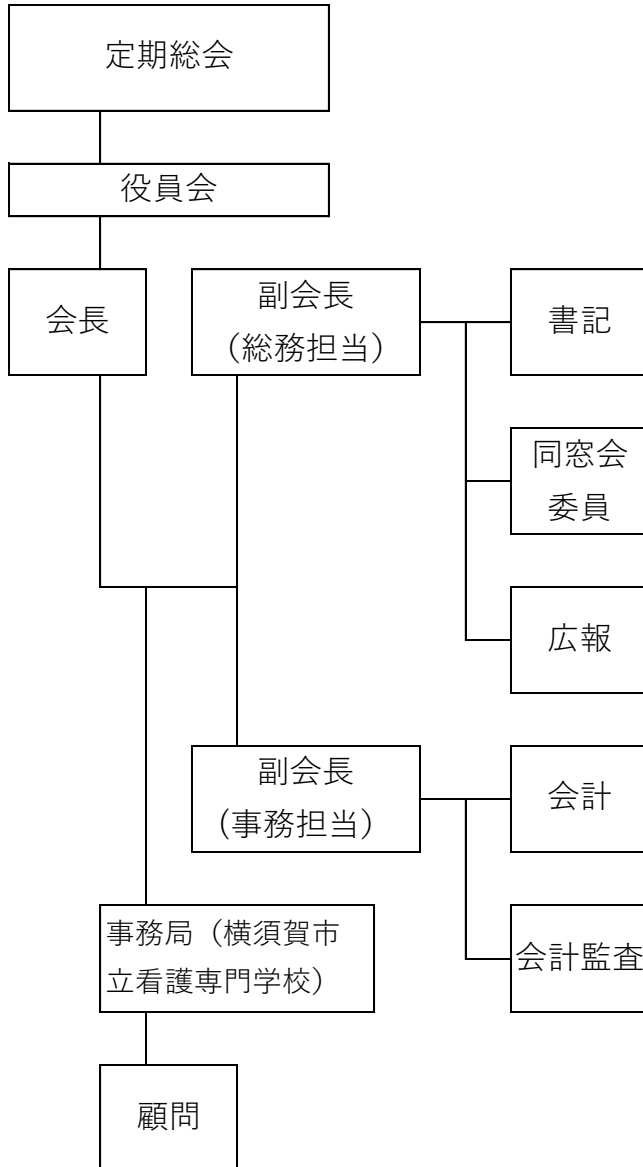 定期総会
役員会
会長
副会長
（総務担当）
書記
同窓会
委員
広報
副会長
（事務担当）
会計
事務局（横須賀市
立看護専門学校）
会計監査
顧問